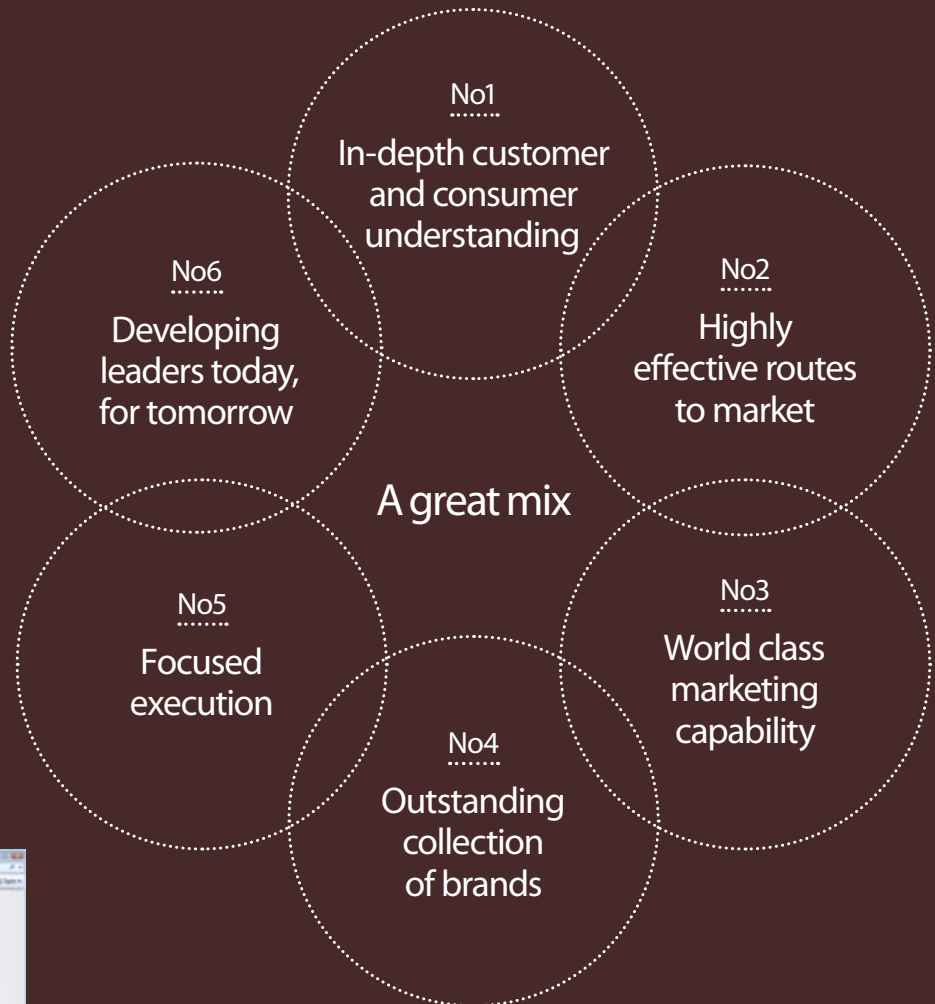 No1
In-depth customer
and consumer
understanding
No2
Highly
effective routes
to market
No3
World class
marketing
capability
No4
Outstanding
collection
of brands
No5
Focused
execution
No6
Developing
leaders today,
for tomorrow
A great mix